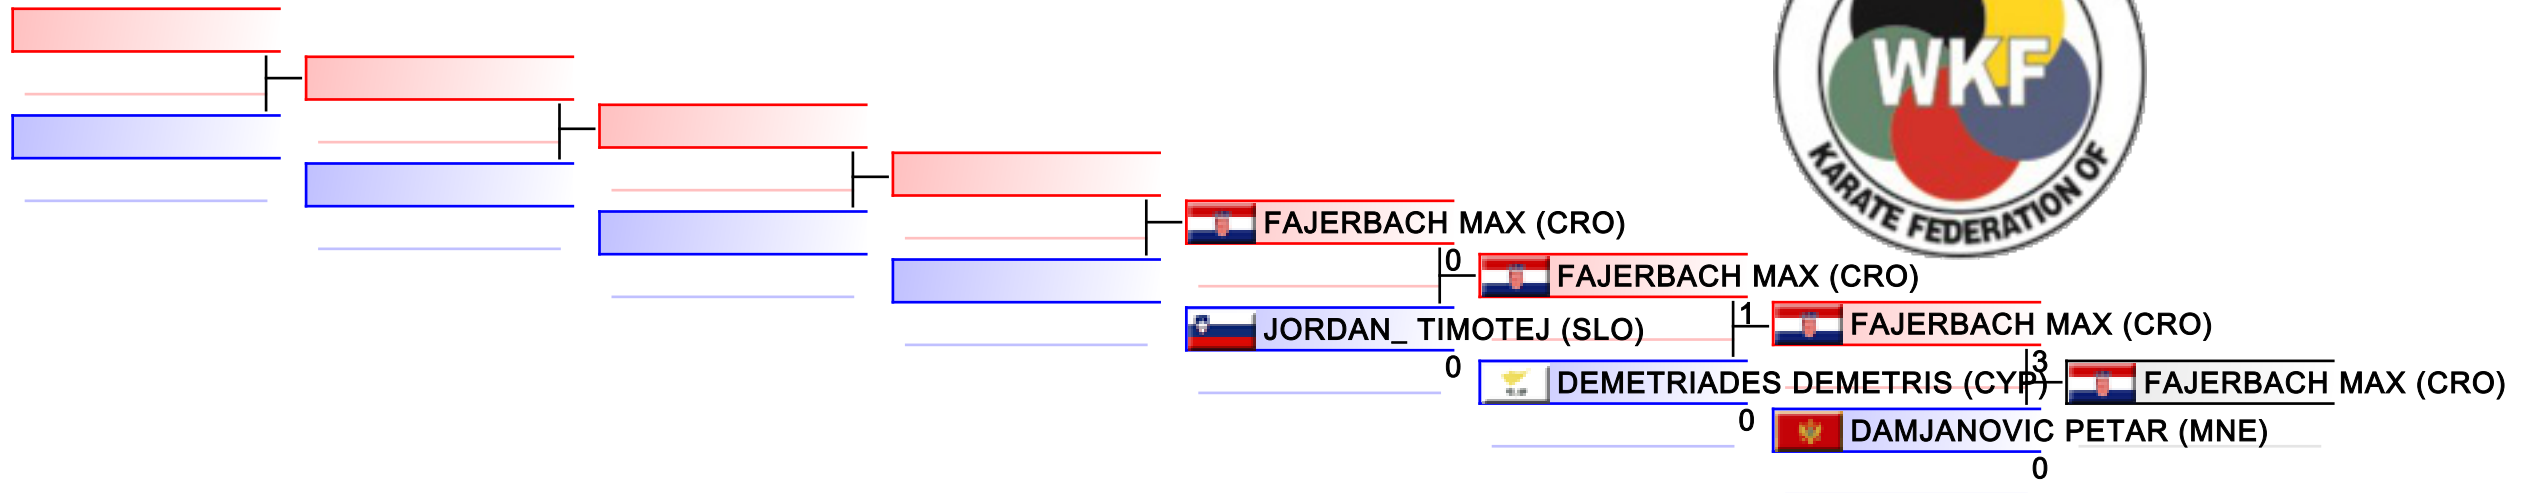 WKF
KARATE FEDERATION OF
FAJERBACH MAX (CRO)
0
FAJERBACH MAX (CRO)
JORDAN_ TIMOTEJ (SLO)
0
1
FAJERBACH MAX (CRO)
DEMETRIADES DEMETRIS (CYP)
0
3
FAJERBACH MAX (CRO)
DAMJANOVIC PETAR (MNE)
0